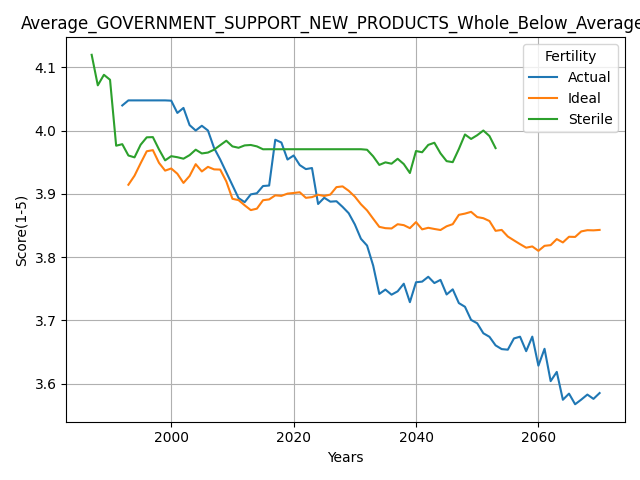 Average_GOVERNMENT_SUPPORT_NEW_PRODUCTS_Whole_Below_Average
Fertility
Actual
Ideal
Sterile
Score(1-5)
4.1
4.0
3.9
3.8
3.7
3.6
2000 2020 2040 2060
Years